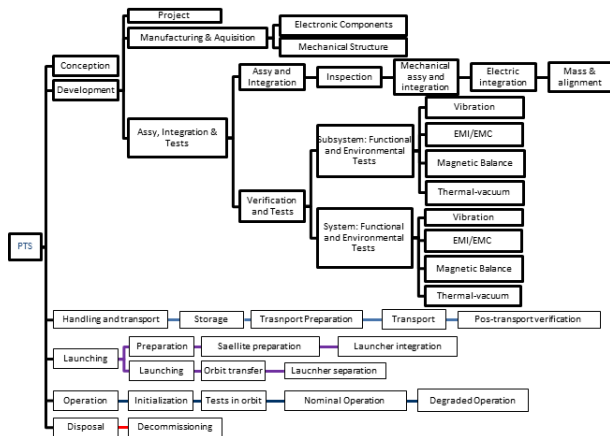 Project
Manufacturing & Aquisition
Electronic Components
Mechanical Structure
Conception
Development
Assy and
Integration
Inspection
Mechanical
assy and
integration
Electric
integration
Mass &
alignment
Assy, Integration &
Tests
Verification
and Tests
Subsystem: Functional
and Environmental
Tests
Vibration
EMI/EMC
Magnetic Balance
Thermal-vacuum
System: Functional
and Environmental
Tests
Vibration
EMI/EMC
Magnetic Balance
Thermal-vacuum
PTS
Handling and transport
Storage
Trasnport Preparation
Transport
Pos-transport verification
Launching
Preparation
Saellite preparation
Launcher integration
Launching
Orbit transfer
Laucnher separation
Operation
Initialization
Tests in orbit
Nominal Operation
Degraded Operation
Disposal
Decommissioning